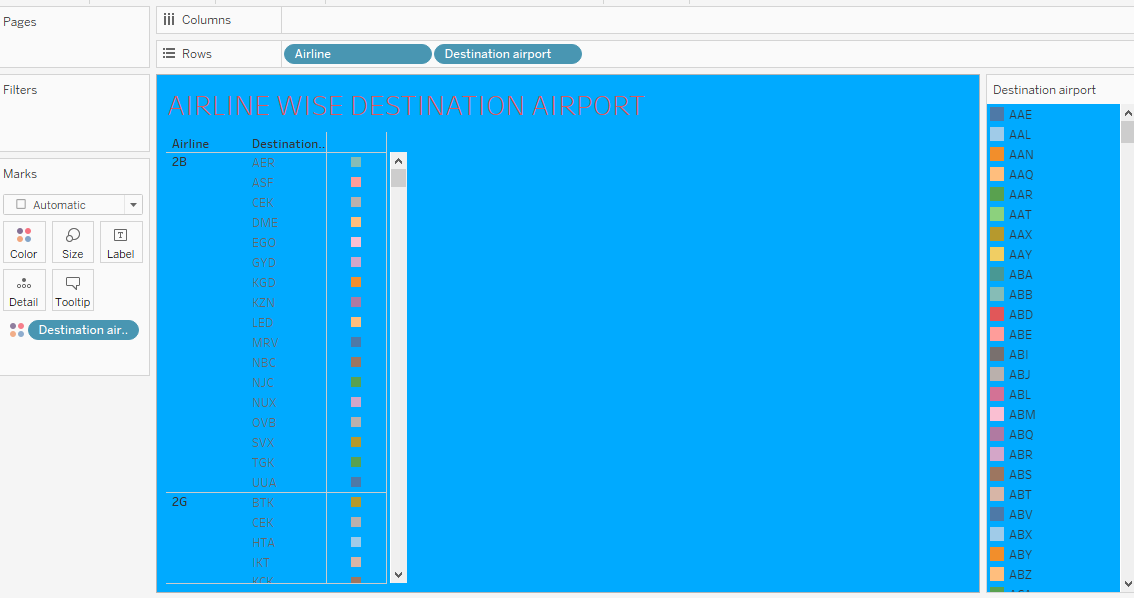 Pages
Columns
Rows
Airline
Destination airport
Filters
Marks
Automatic
Color
Size
Label
Detail
Tooltip
Destination air..
AIRLINE WISE DESTINATION AIRPORT
Airline
Destination..
2B
AER
ASF
CEK
DME
EGO
GYD
KGD
KZN
LED
MRV
NBC
NJC
NUX
OVB
SVX
TGK
UUA
2G
BTK
CEK
HTA
IKT
KCK
Destination airport
AAE
AAL
AAN
AAQ
AAR
AAT
AAX
AAY
ABA
ABB
ABD
ABE
ABI
ABJ
ABL
ABM
ABQ
ABR
ABS
ABT
ABV
ABX
ABY
ABZ